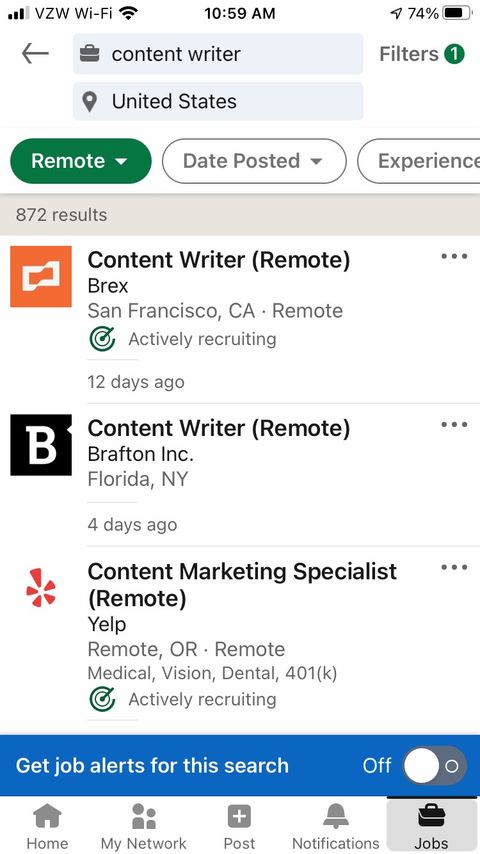 VZW Wi-Fi 10:59 AM 74%
content writer Filters 1
United States
Remote Date Posted Experience
872 results
Content Writer (Remote)
Brex
San Francisco, CA · Remote
Actively recruiting
12 days ago
B
Content Writer (Remote)
Brafton Inc.
Florida, NY
4 days ago
Content Marketing Specialist
(Remote)
Yelp
Remote, OR · Remote
Medical, Vision, Dental, 401(k)
Actively recruiting
Get job alerts for this search Off
Home My Network Post Notifications Jobs